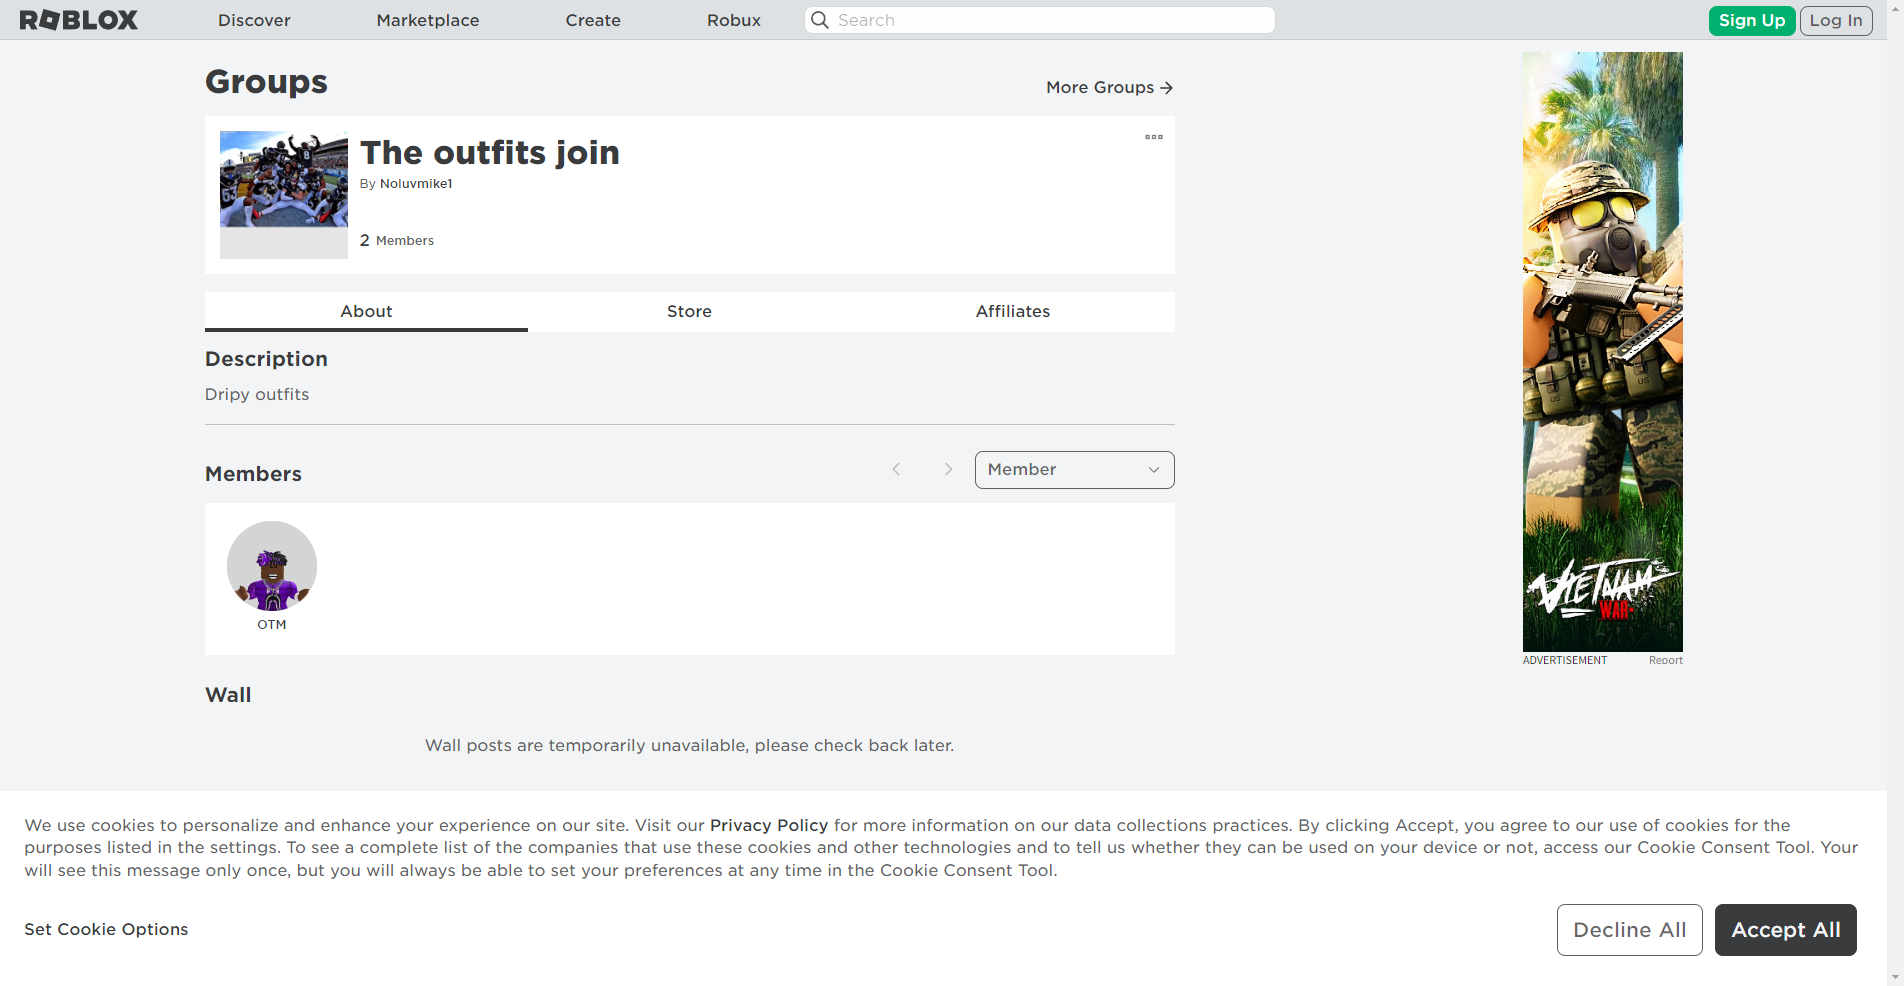 ROBLOX Discover Marketplace Create Robux Search Sign Up Log In
Groups
More Groups
The outfits join
By Noluvmike1
2 Members
About Store Affiliates
Description
Dripy outfits
Members
Member
OTM
Wall
Wall posts are temporarily unavailable, please check back later.
US
US
VIETNAM
WAR
ADVERTISEMENT Report
We use cookies to personalize and enhance your experience on our site. Visit our Privacy Policy for more information on our data collections practices. By clicking Accept, you agree to our use of cookies for the
purposes listed in the settings. To see a complete list of the companies that use these cookies and other technologies and to tell us whether they can be used on your device or not, access our Cookie Consent Tool. Your
will see this message only once, but you will always be able to set your preferences at any time in the Cookie Consent Tool.
Set Cookie Options
Decline All
Accept All